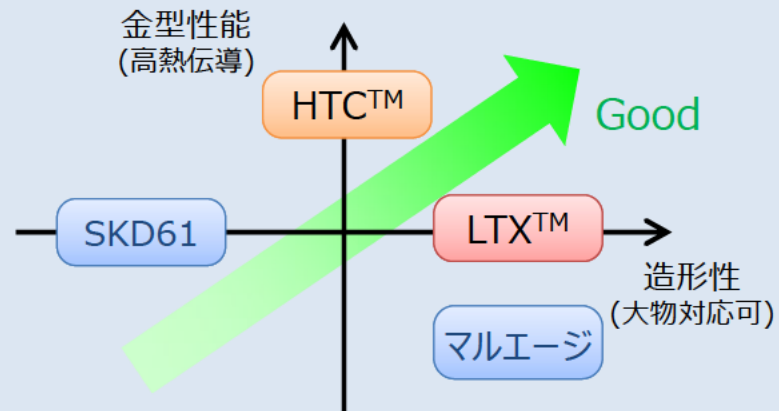 金型性能
(高熱伝導)
HTC™
Good
SKD61
LTX™
造形性
(大物対応可)
マルエージ